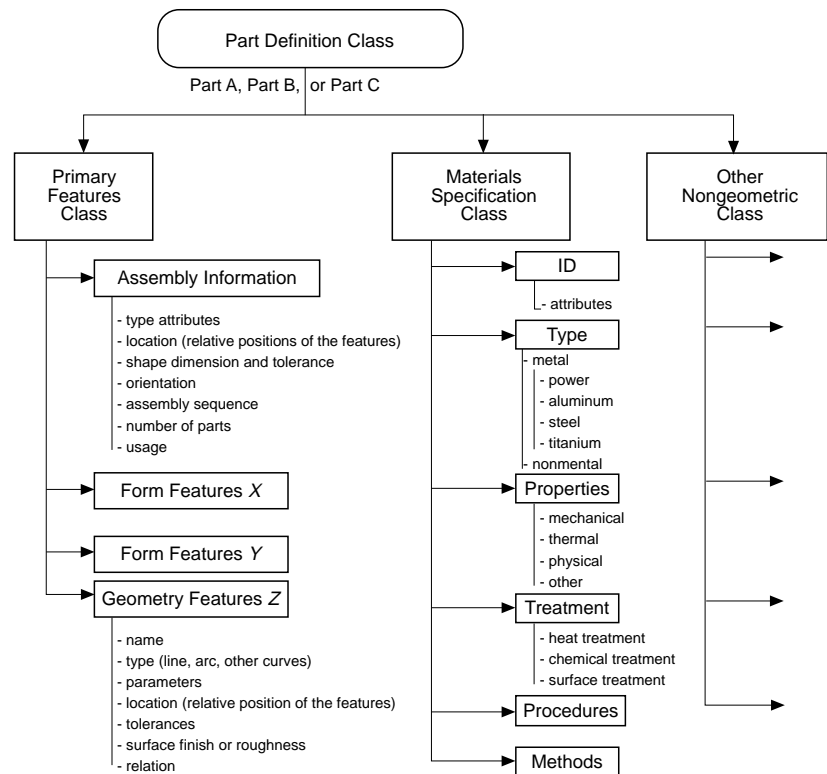 Part Definition Class
Part A, Part B, or Part C
Primary
Features
Class
Assembly Information
- type attributes
- location (relative positions of the features)
- shape dimension and tolerance
- orientation
- assembly sequence
- number of parts
- usage
Form Features X
Form Features Y
Geometry Features Z
- name
- type (line, arc, other curves)
- parameters
- location (relative position of the features)
- tolerances
- surface finish or roughness
- relation
Materials
Specification
Class
ID
- attributes
Type
- metal
- power
- aluminum
- steel
- titanium
- nonmental
Properties
- mechanical
- thermal
- physical
- other
Treatment
- heat treatment
- chemical treatment
- surface treatment
Procedures
Methods
Other
Nongeometric
Class